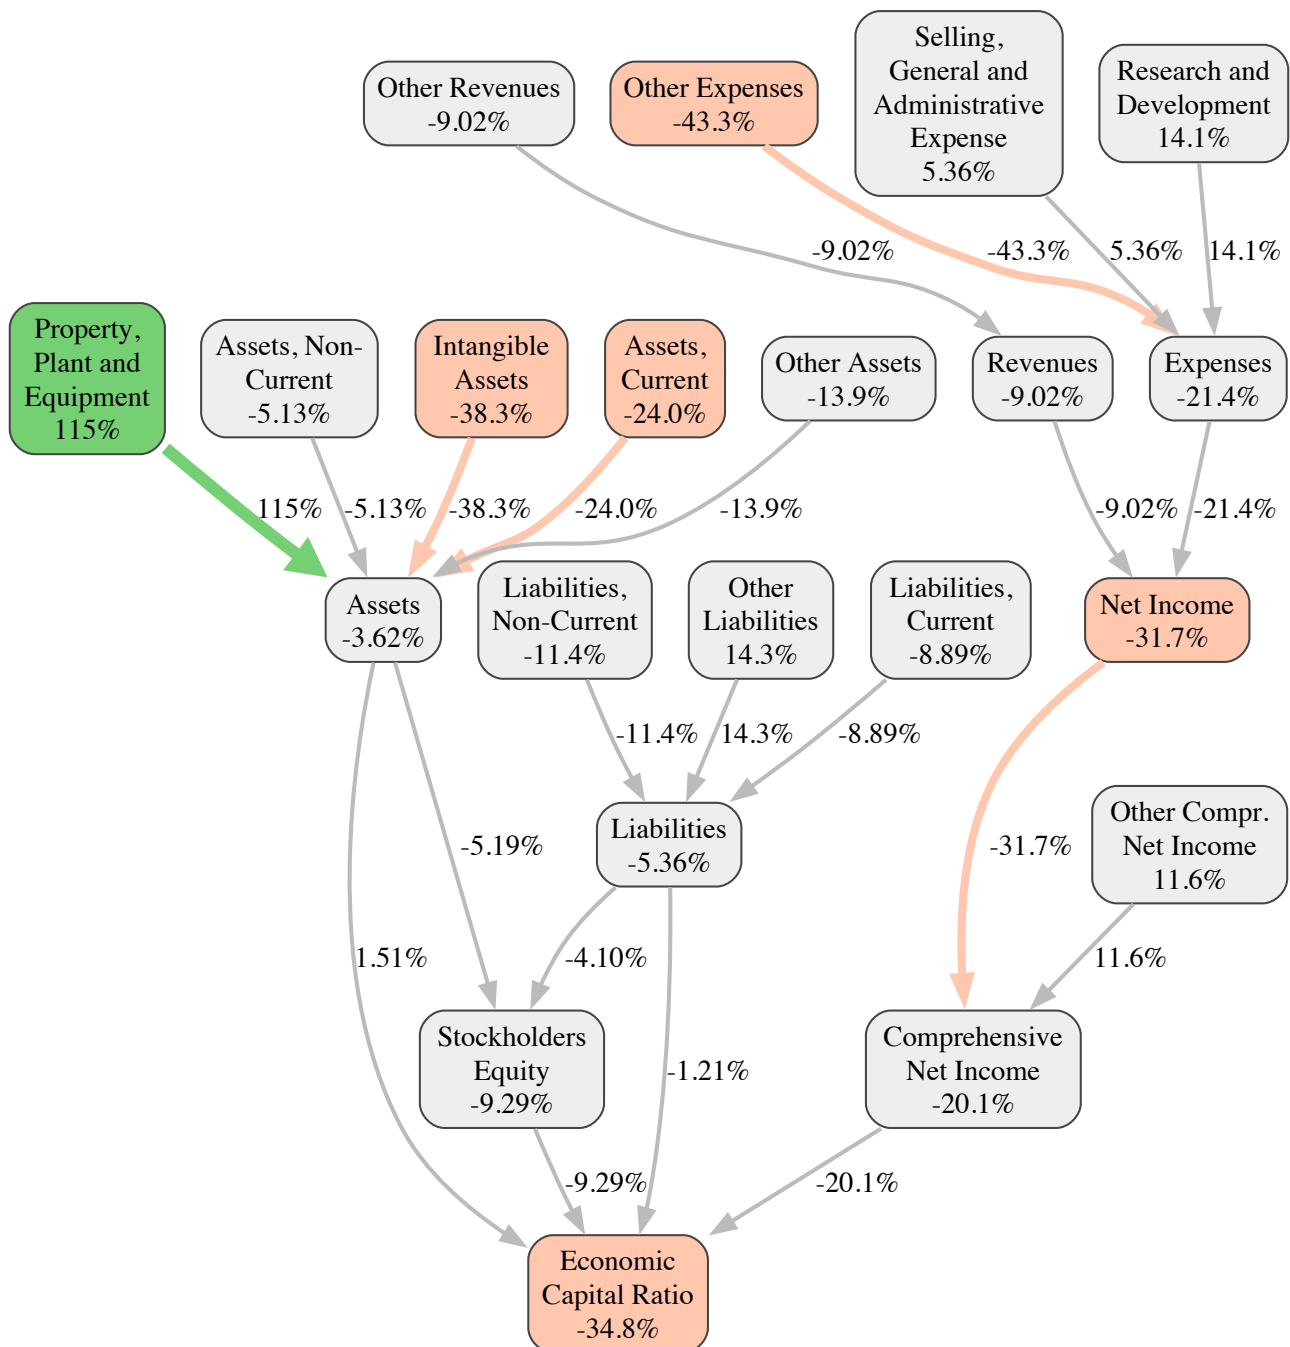 Other Revenues
-9.02%
Other Expenses
-43.3%
Selling,
General and
Administrative
Expense
5.36%
Research and
Development
14.1%
-9.02%
-43.3%
5.36%
14.1%
Property,
Plant and
Equipment
115%
Assets, Non-
Current
-5.13%
Intangible
Assets
-38.3%
Assets,
Current
-24.0%
Other Assets
-13.9%
Revenues
-9.02%
Expenses
-21.4%
115%
-5.13%
-38.3%
-24.0%
-13.9%
-9.02%
-21.4%
Assets
-3.62%
Liabilities,
Non-Current
-11.4%
Other
Liabilities
14.3%
Liabilities,
Current
-8.89%
Net Income
-31.7%
-11.4%
14.3%
-8.89%
-5.19%
Liabilities
-5.36%
-31.7%
Other Compr.
Net Income
11.6%
1.51%
-4.10%
11.6%
Stockholders
Equity
-9.29%
-1.21%
Comprehensive
Net Income
-20.1%
-9.29%
-20.1%
Economic
Capital Ratio
-34.8%